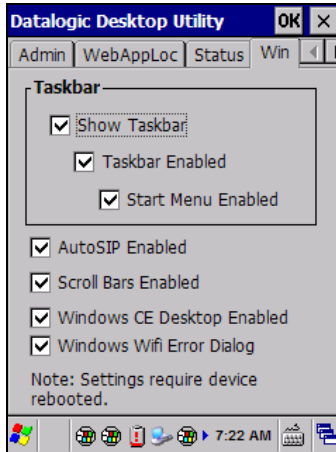 Datalogic Desktop Utility OK
Admin WebAppLoc Status Win
Taskbar
Show Taskbar
Taskbar Enabled
Start Menu Enabled
AutoSIP Enabled
Scroll Bars Enabled
Windows CE Desktop Enabled
Windows Wifi Error Dialog
Note: Settings require device
rebooted.
7:22 AM